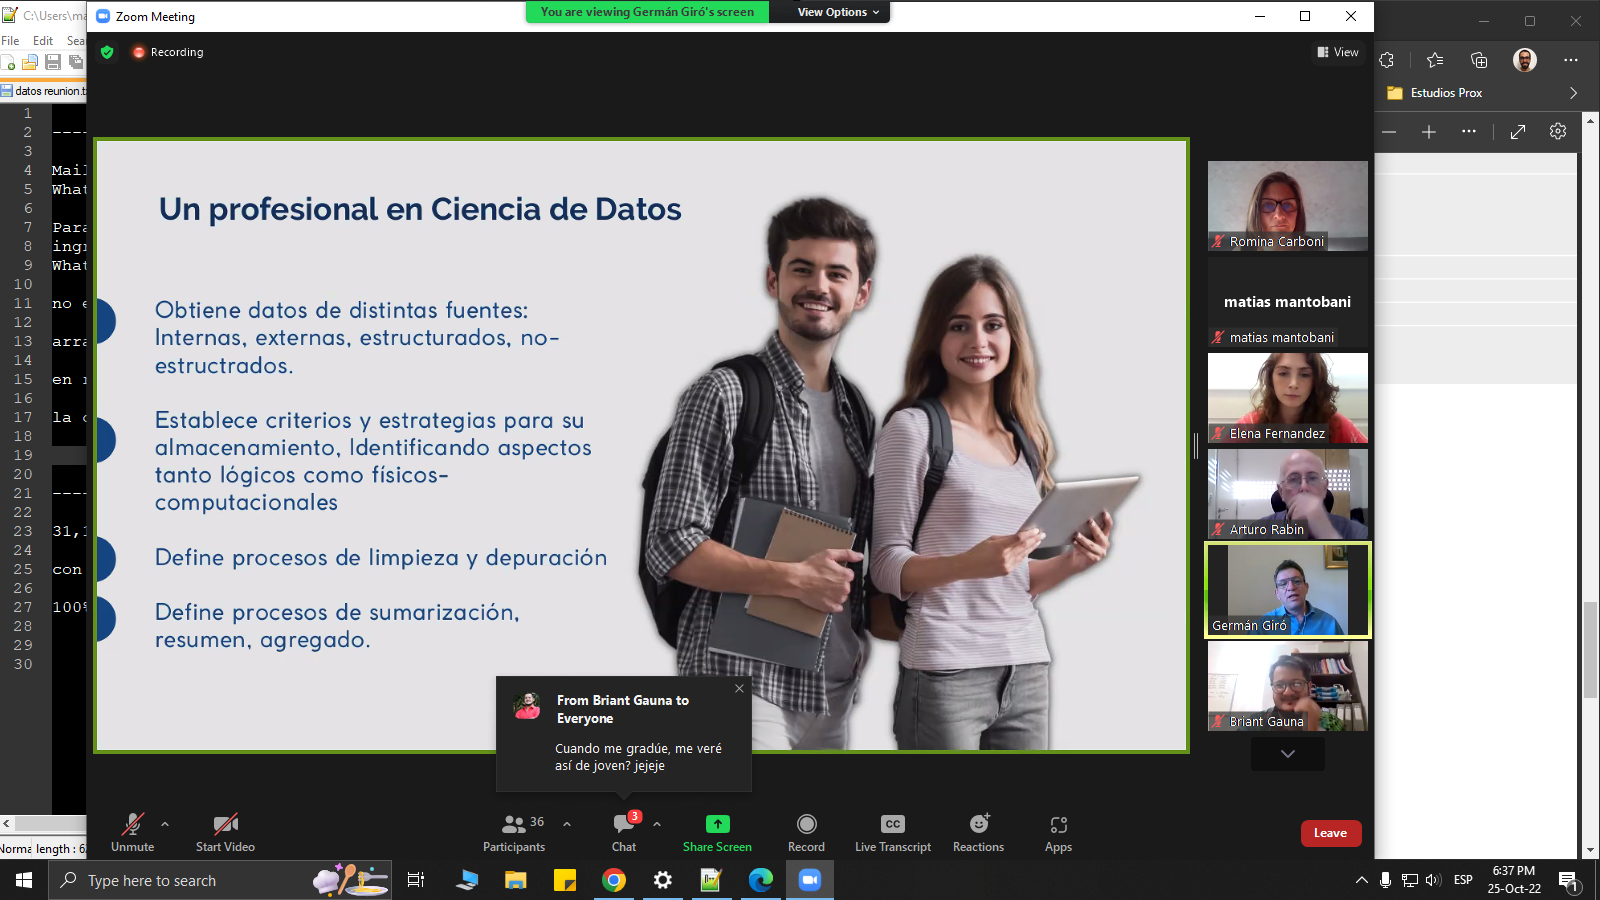 C:\Users\ma
File Edit Sea
datos reunion.t
Zoom Meeting
You are viewing Germán Giró's screen
View Options
Recording
View
Estudios Prox
1
2 ----
3
4 Mail
5 What
6
7 Para
8 ingr
9 What
10
11 no e
12
13 arra
14
15 en r
16
17 la c
18
19
20
21 ----
22
23 31,1
24
25 con
26
27 100%
28
29
30
Norma length : 6
Un profesional en Ciencia de Datos
Obtiene datos de distintas fuentes:
Internas, externas, estructurados, no-
estructrados.
Establece criterios y estrategias para su
almacenamiento, Identificando aspectos
tanto lógicos como físicos-
computacionales
Define procesos de limpieza y depuración
Define procesos de sumarización,
resumen, agregado.
From Briant Gauna to
Everyone
Cuando me gradúe, me veré
así de joven? jejeje
Romina Carboni
matias mantobani
matias mantobani
Elena Fernandez
Arturo Rabin
Germán Giró
Briant Gauna
Unmute
Start Video
36
Participants
3
Chat
Share Screen
Record
CC
Live Transcript
Reactions
Apps
Leave
Type here to search
ESP
6:37 PM
25-Oct-22
1